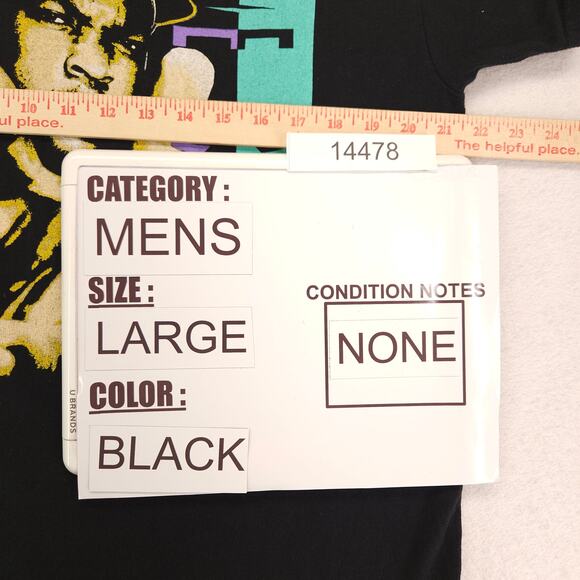 10 11 12 13 14 15 16 17 18 19 20 21 22 23 24
ul place.
The helpful place.
14478
CATEGORY :
MENS
SIZE :
LARGE
CONDITION NOTES
NONE
COLOR :
BLACK
U BRANDS